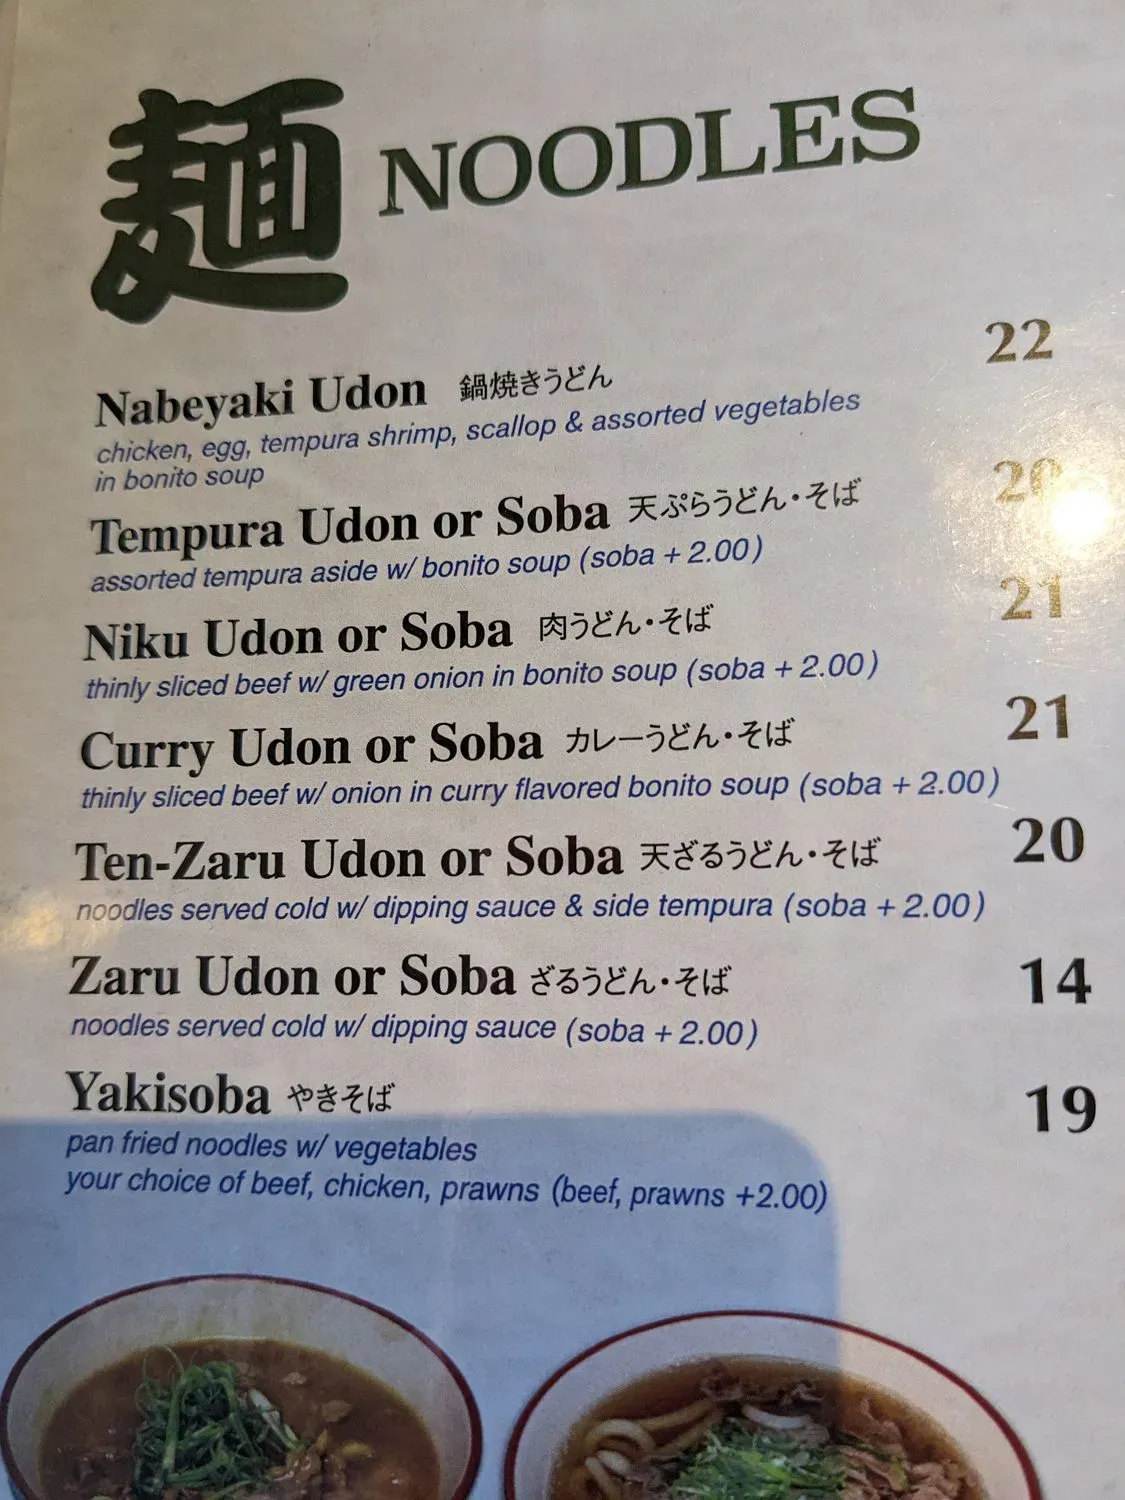 麺 NOODLES
Nabeyaki Udon 鍋焼きうどん 22
chicken, egg, tempura shrimp, scallop & assorted vegetables
in bonito soup
Tempura Udon or Soba 天ぷらうどん・そば 20
assorted tempura aside w/ bonito soup (soba + 2.00)
Niku Udon or Soba 肉うどん・そば 21
thinly sliced beef w/ green onion in bonito soup (soba + 2.00)
Curry Udon or Soba カレーうどん・そば 21
thinly sliced beef w/ onion in curry flavored bonito soup (soba + 2.00)
Ten-Zaru Udon or Soba 天ざるうどん・そば 20
noodles served cold w/ dipping sauce & side tempura (soba + 2.00)
Zaru Udon or Soba ざるうどん・そば 14
noodles served cold w/ dipping sauce (soba + 2.00)
Yakisoba やきそば 19
pan fried noodles w/ vegetables
your choice of beef, chicken, prawns (beef, prawns +2.00)